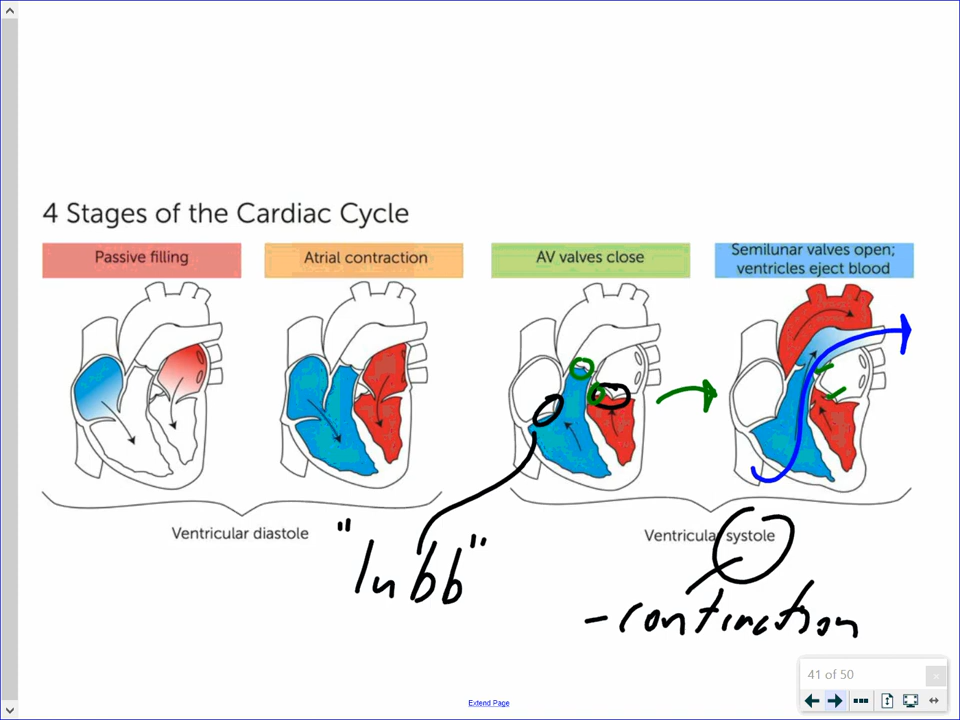 4 Stages of the Cardiac Cycle
Passive filling
Atrial contraction
AV valves close
Semilunar valves open;
ventricles eject blood
Ventricular diastole
Ventricular systole
"lubb"
- contraction
41 of 50
Extend Page